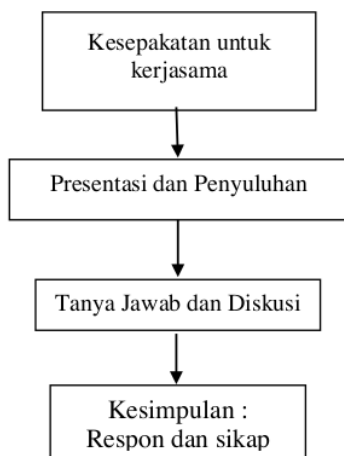 Kesepakatan untuk
kerjasama
Presentasi dan Penyuluhan
Tanya Jawab dan Diskusi
Kesimpulan :
Respon dan sikap